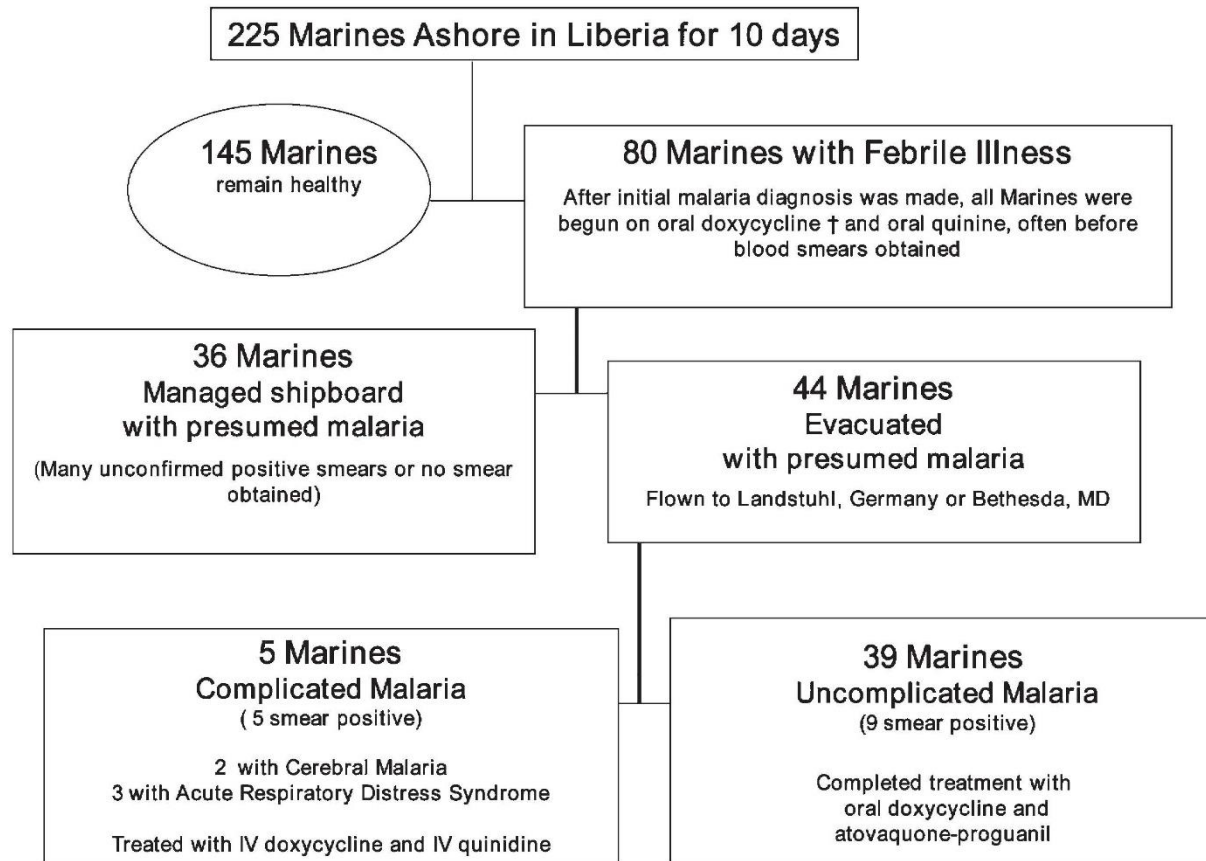 225 Marines Ashore in Liberia for 10 days
145 Marines
remain healthy
80 Marines with Febrile Illness
After initial malaria diagnosis was made, all Marines were
begun on oral doxycycline † and oral quinine, often before
blood smears obtained
36 Marines
Managed shipboard
with presumed malaria
(Many unconfirmed positive smears or no smear
obtained)
44 Marines
Evacuated
with presumed malaria
Flown to Landstuhl, Germany or Bethesda, MD
5 Marines
Complicated Malaria
( 5 smear positive)
2 with Cerebral Malaria
3 with Acute Respiratory Distress Syndrome
Treated with IV doxycycline and IV quinidine
39 Marines
Uncomplicated Malaria
(9 smear positive)
Completed treatment with
oral doxycycline and
atovaquone-proguanil